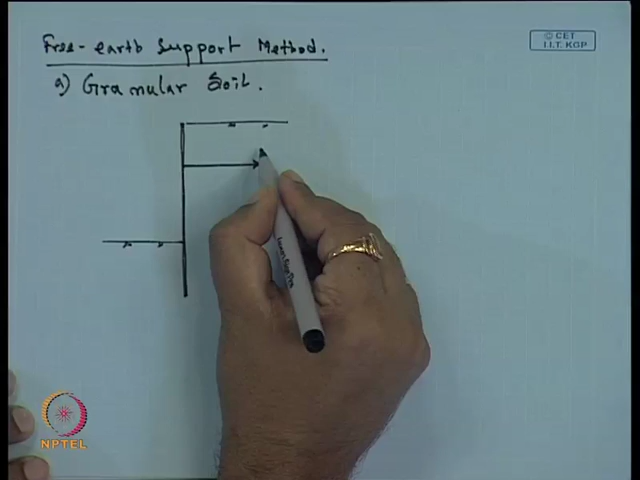 Free-earth Support Method.
© CET
I.I.T. KGP
a) Granular Soil.
NPTEL